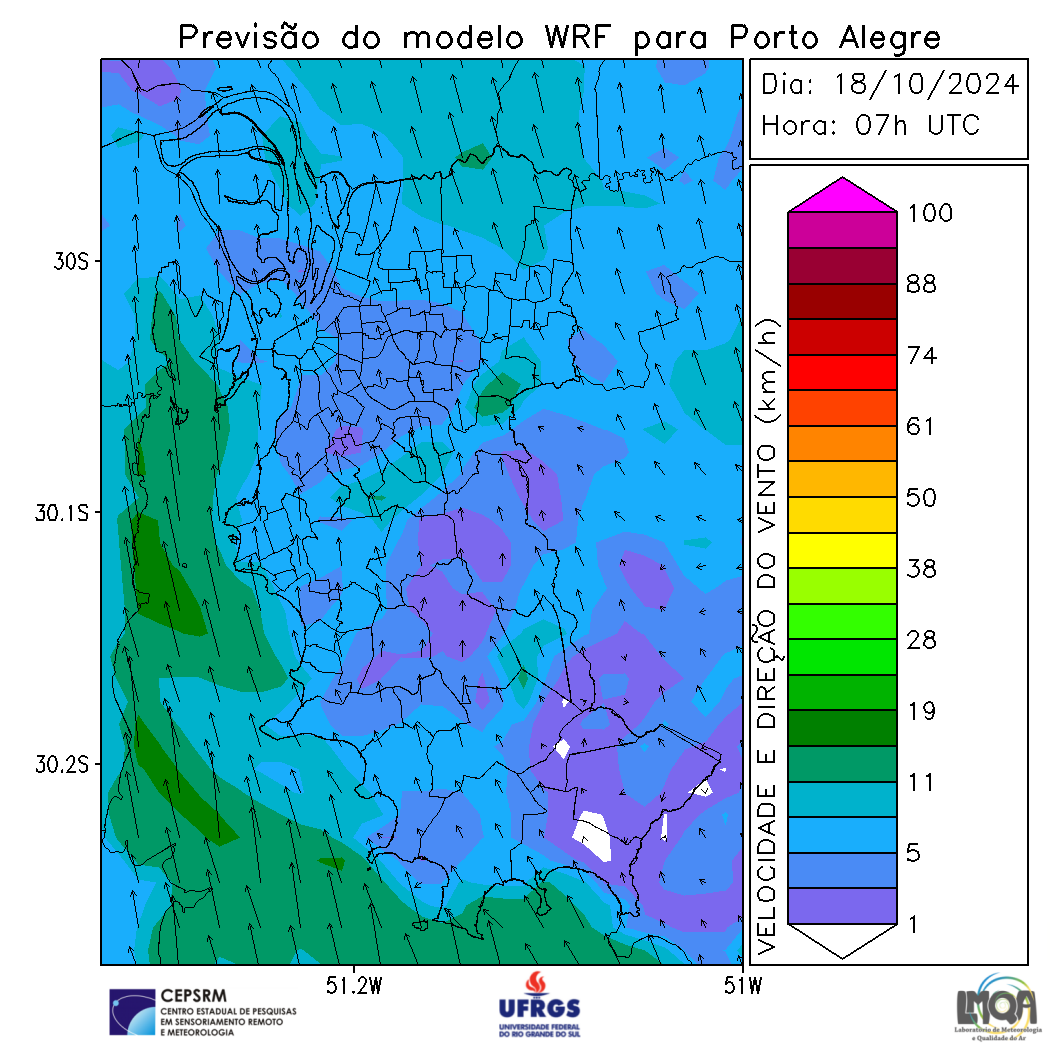 Previsão do modelo WRF para Porto Alegre
Dia: 18/10/2024
Hora: 07h UTC
30S
30.1S
30.2S
51.2W
51W
VELOCIDADE E DIREÇÃO DO VENTO (km/h)
100
88
74
61
50
38
28
19
11
5
1
CEPSRM
CENTRO ESTADUAL DE PESQUISAS
EM SENSORIAMENTO REMOTO
E METEOROLOGIA
UFRGS
UNIVERSIDADE FEDERAL
DO RIO GRANDE DO SUL
LMQA
Laboratório de Meteorologia
e Qualidade do Ar